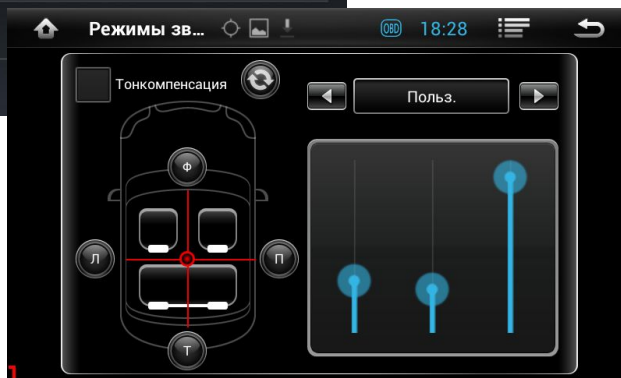 Режимы зв... OBD 18:28
Тонкомпенсация
Польз.
Ф
Л П
Т